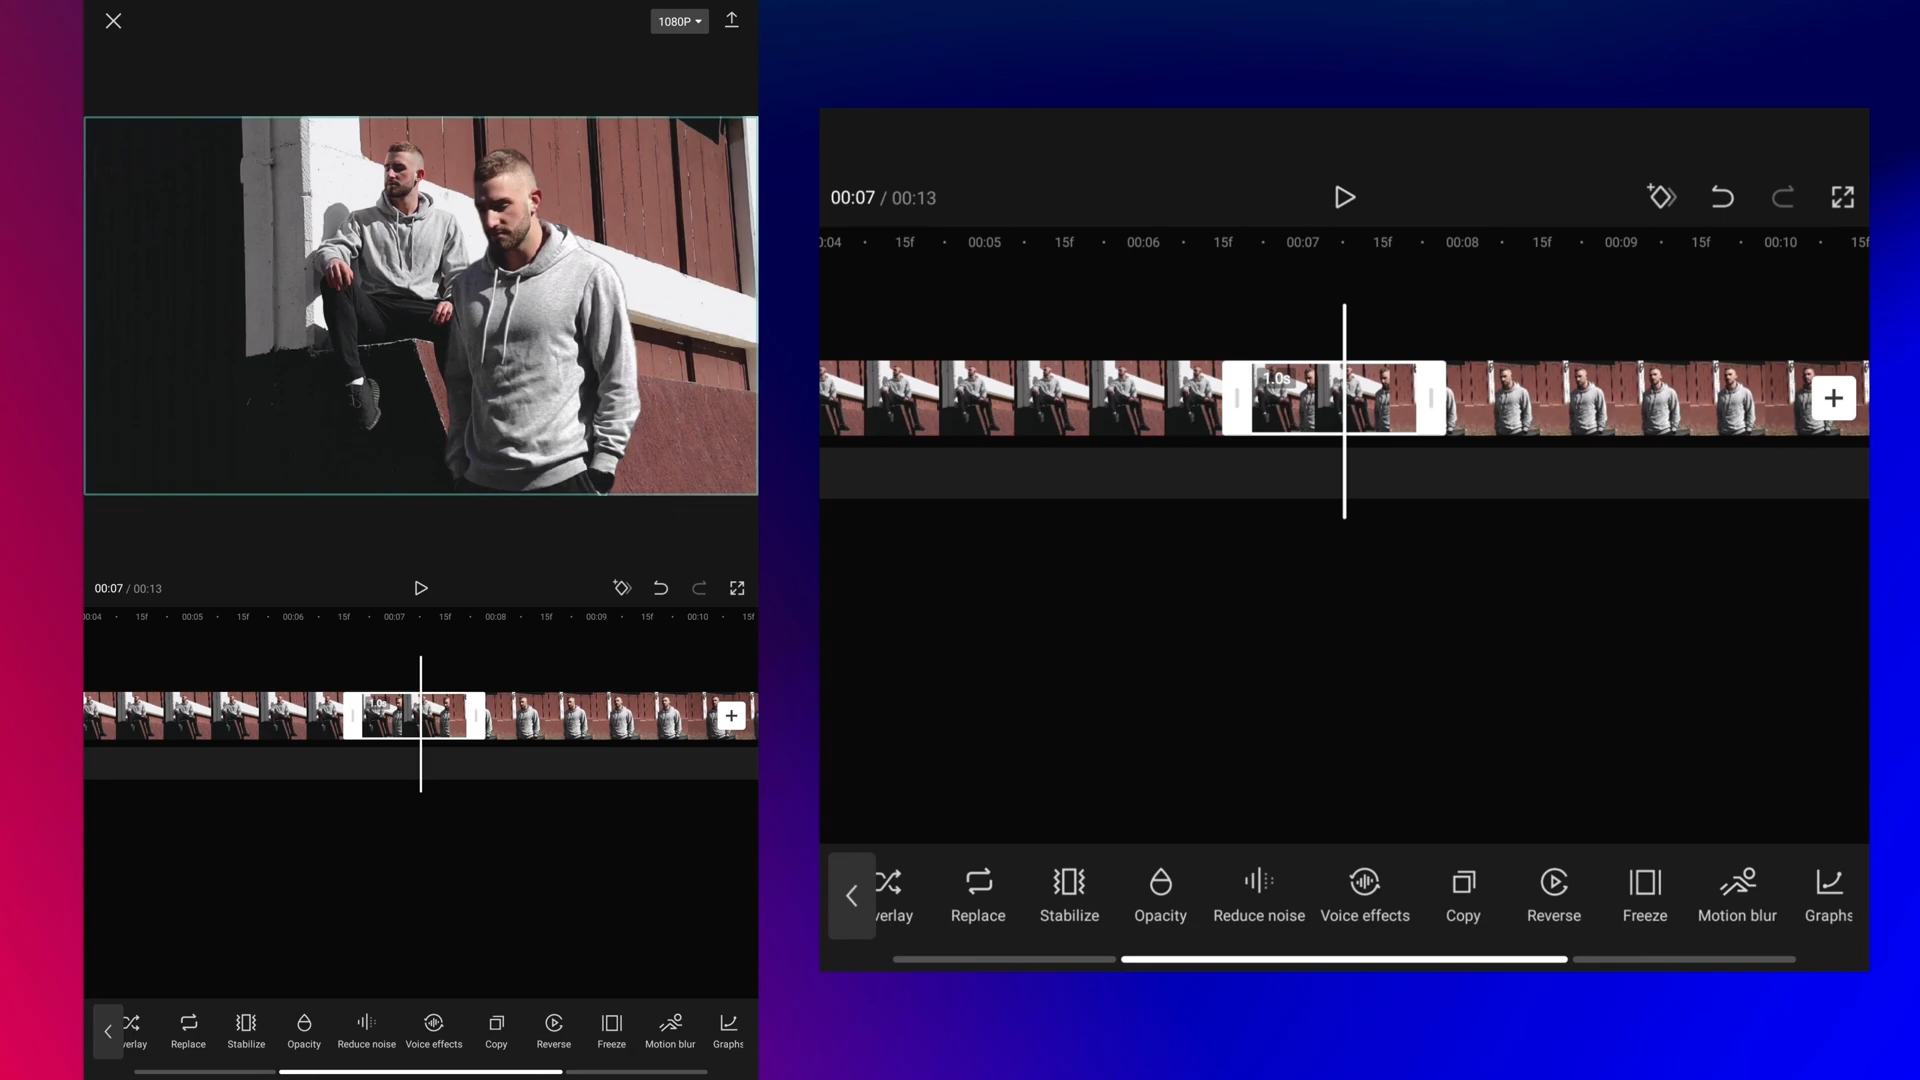 1080P
00:07 / 00:13
0:04 15f 00:05 15f 00:06 15f 00:07 15f 00:08 15f 00:09 15f 00:10 15f
1.0s
verlay Replace Stabilize Opacity Reduce noise Voice effects Copy Reverse Freeze Motion blur Graphs
00:07 / 00:13
0:04 15f 00:05 15f 00:06 15f 00:07 15f 00:08 15f 00:09 15f 00:10 15f
1.0s
verlay Replace Stabilize Opacity Reduce noise Voice effects Copy Reverse Freeze Motion blur Graphs